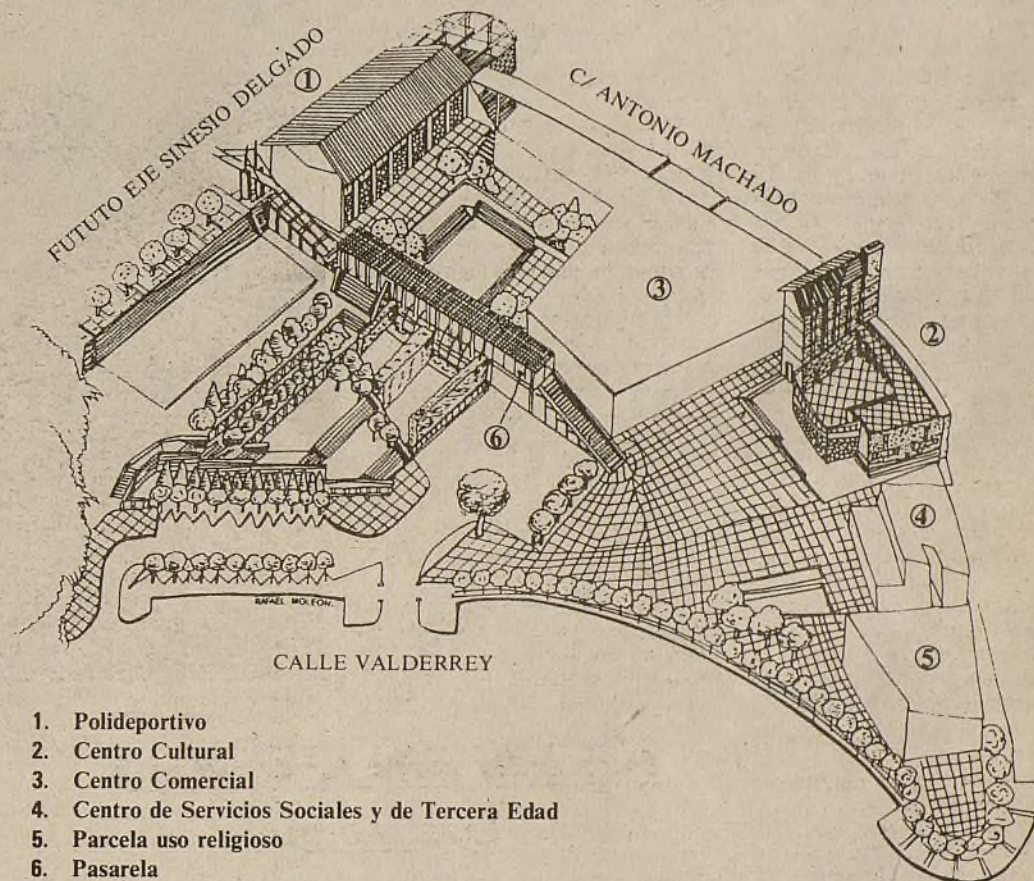 FUTUTO EJE SINESIO DELGADO
①
C/ ANTONIO MACHADO
③
②
⑥
④
⑤
RAFAEL MOLEON.
CALLE VALDERREY
1. Polideportivo
2. Centro Cultural
3. Centro Comercial
4. Centro de Servicios Sociales y de Tercera Edad
5. Parcela uso religioso
6. Pasarela